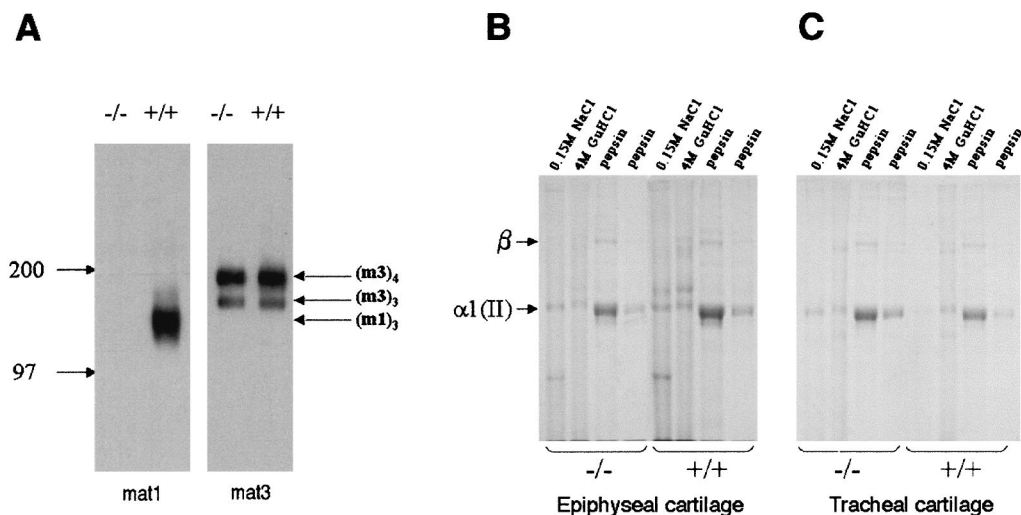 A
B
C
-/- +/+ -/- +/+
200
97
(m3)4
(m3)3
(m1)3
mat1 mat3
0.15M NaCl
4M GuHCl
pepsin
pepsin
0.15M NaCl
4M GuHCl
pepsin
pepsin
β
α1(II)
-/- +/+
Epiphyseal cartilage
0.15M NaCl
4M GuHCl
pepsin
pepsin
0.15M NaCl
4M GuHCl
pepsin
pepsin
-/- +/+
Tracheal cartilage